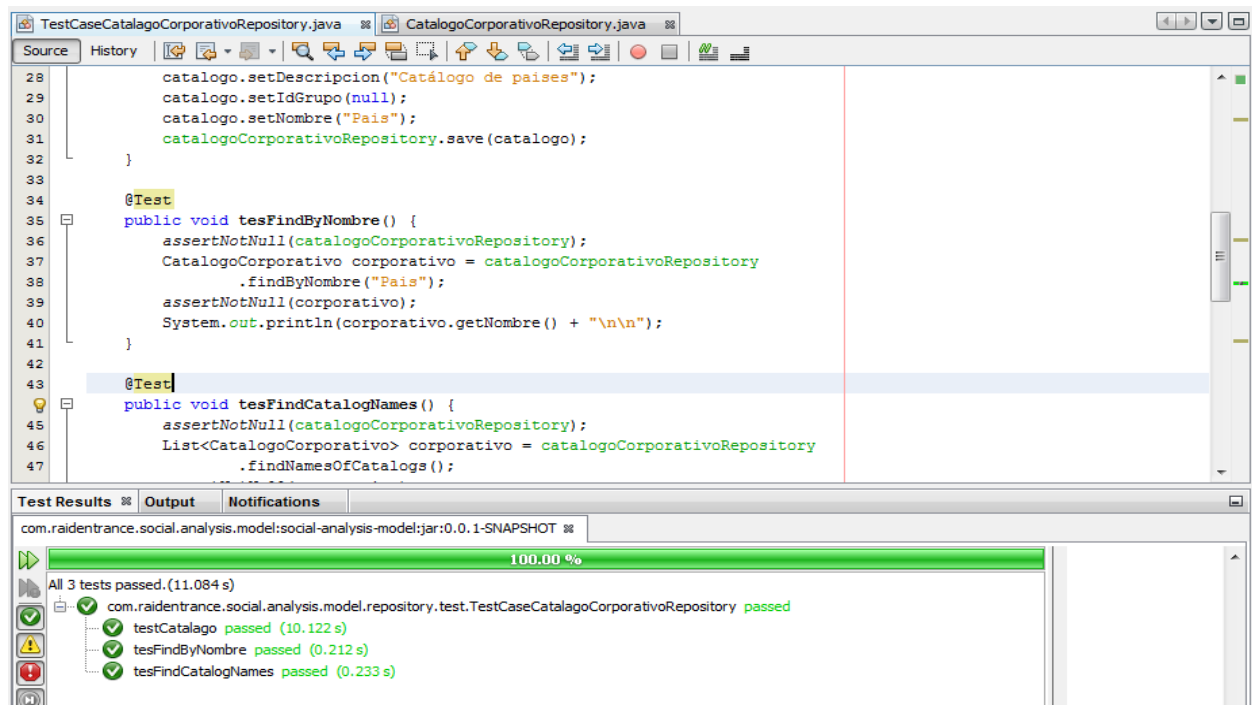 TestCaseCatalagoCorporativoRepository.java CatalogoCorporativoRepository.java
Source History
28 catalogo.setDescripcion("Catálogo de paises");
29 catalogo.setIdGrupo(null);
30 catalogo.setNombre("Pais");
31 catalogoCorporativoRepository.save(catalogo);
32 }
33
34 @Test
35 public void tesFindByNombre() {
36 assertNotNull(catalogoCorporativoRepository);
37 CatalogoCorporativo corporativo = catalogoCorporativoRepository
38 .findByNombre("Pais");
39 assertNotNull(corporativo);
40 System.out.println(corporativo.getNombre() + "\n\n");
41 }
42
43 @Test
public void tesFindCatalogNames() {
45 assertNotNull(catalogoCorporativoRepository);
46 List<CatalogoCorporativo> corporativo = catalogoCorporativoRepository
47 .findNamesOfCatalogs();
Test Results Output Notifications
com.raidentrance.social.analysis.model:social-analysis-model:jar:0.0.1-SNAPSHOT
100.00 %
All 3 tests passed.(11.084 s)
com.raidentrance.social.analysis.model.repository.test.TestCaseCatalagoCorporativoRepository passed
testCatalago passed (10.122 s)
tesFindByNombre passed (0.212 s)
tesFindCatalogNames passed (0.233 s)